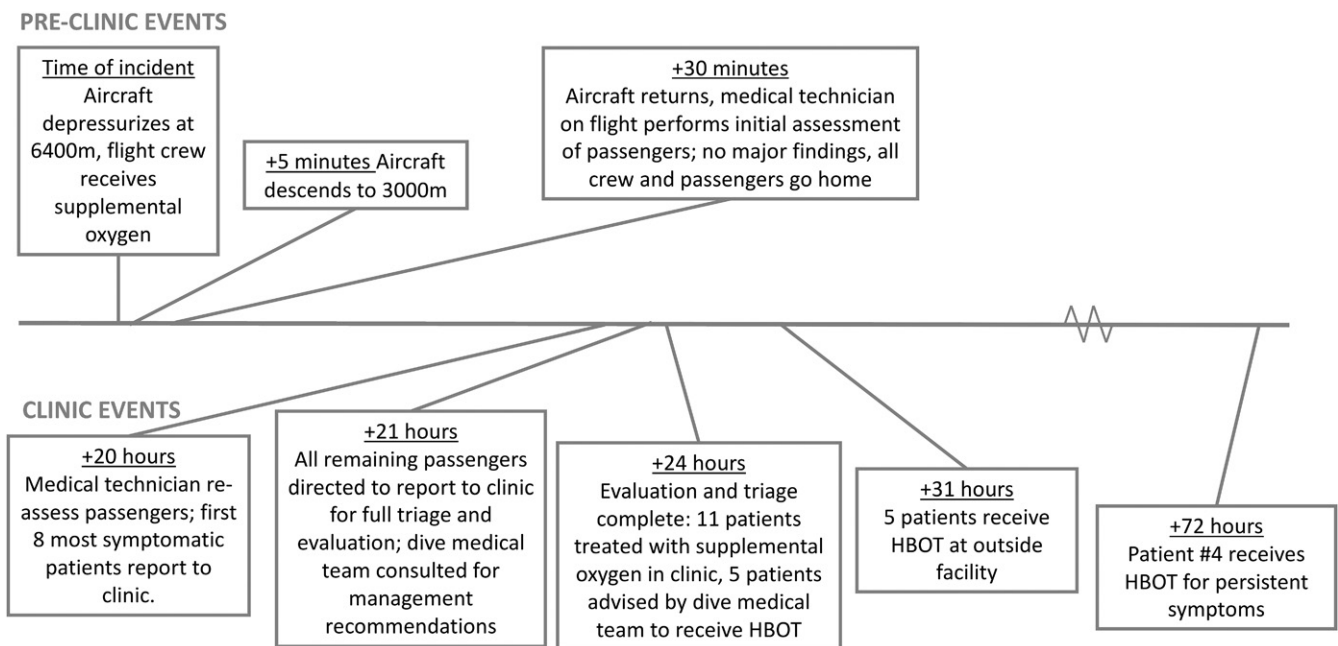 PRE-CLINIC EVENTS
Time of incident
Aircraft
depressurizes at
6400m, flight crew
receives
supplemental
oxygen
+5 minutes Aircraft
descends to 3000m
+30 minutes
Aircraft returns, medical technician
on flight performs initial assessment
of passengers; no major findings, all
crew and passengers go home
CLINIC EVENTS
+20 hours
Medical technician re-
assess passengers; first
8 most symptomatic
patients report to
clinic.
+21 hours
All remaining passengers
directed to report to clinic
for full triage and
evaluation; dive medical
team consulted for
management
recommendations
+24 hours
Evaluation and triage
complete: 11 patients
treated with supplemental
oxygen in clinic, 5 patients
advised by dive medical
team to receive HBOT
+31 hours
5 patients receive
HBOT at outside
facility
+72 hours
Patient #4 receives
HBOT for persistent
symptoms